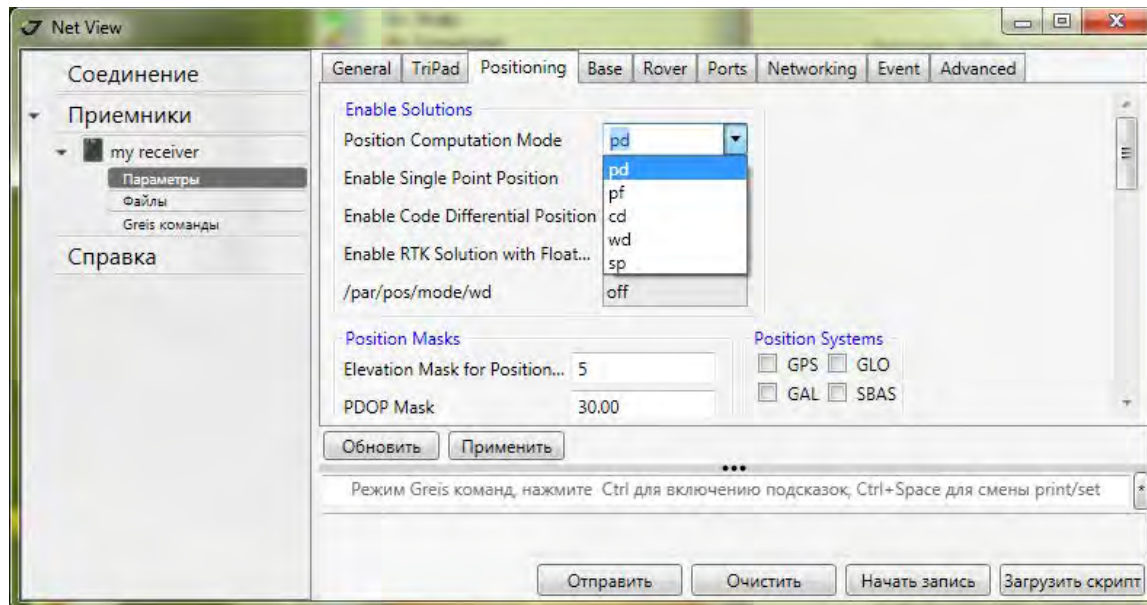 Net View
Соединение
Приемники
my receiver
Параметры
Файлы
Greis команды
Справка
General TriPad Positioning Base Rover Ports Networking Event Advanced
Enable Solutions
Position Computation Mode pd
Enable Single Point Position pd
pf
Enable Code Differential Position cd
wd
Enable RTK Solution with Float... sp
/par/pos/mode/wd off
Position Masks
Elevation Mask for Position... 5
PDOP Mask 30.00
Position Systems
GPS GLO
GAL SBAS
Обновить Применить
Режим Greis команд, нажмите Ctrl для включению подсказок, Ctrl+Space для смены print/set
Отправить Очистить Начать запись Загрузить скрипт